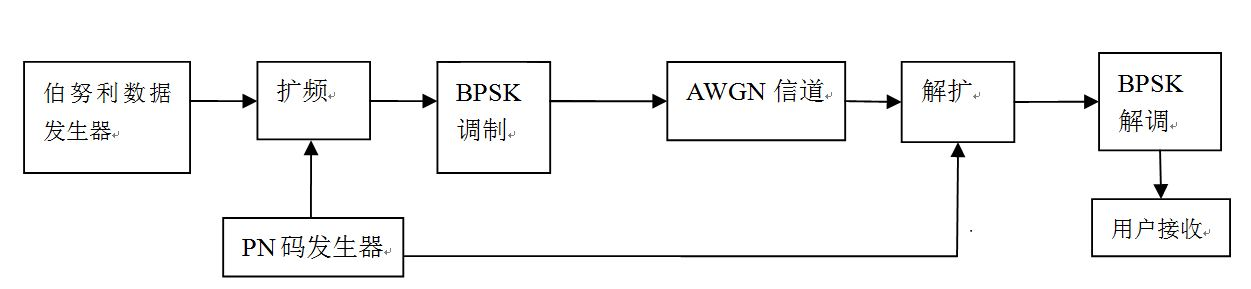 伯努利数据
发生器
扩频
BPSK
调制
AWGN 信道
解扩
BPSK
解调
PN 码发生器
用户接收